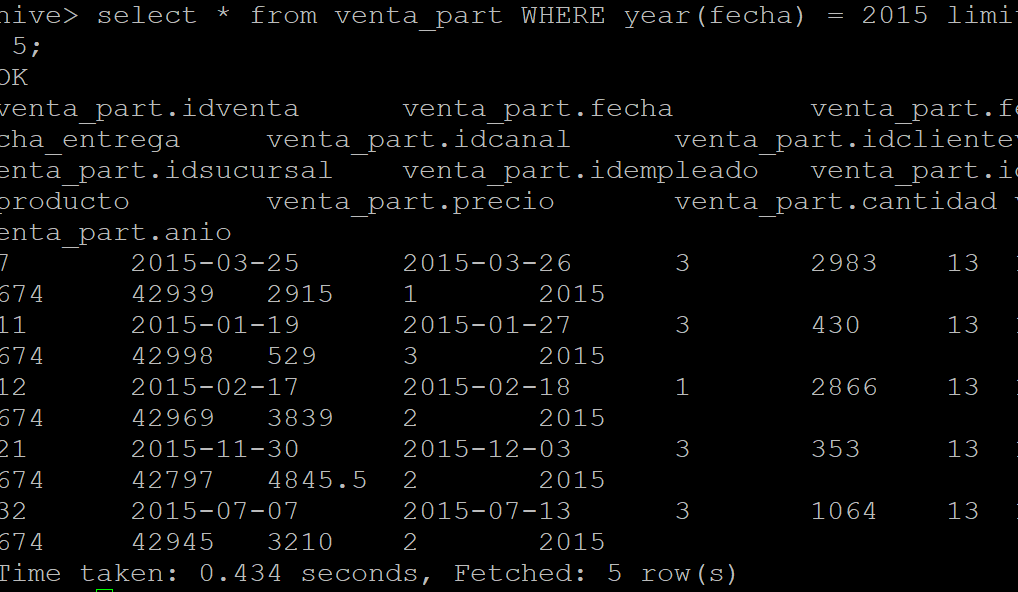 hive> select * from venta_part WHERE year(fecha) = 2015 limi
5;
OK
venta_part.idventa venta_part.fecha venta_part.fe
cha_entrega venta_part.idcanal venta_part.idclientev
enta_part.idsucursal venta_part.idempleado venta_part.id
producto venta_part.precio venta_part.cantidad v
enta_part.anio
7 2015-03-25 2015-03-26 3 2983 13
674 42939 2915 1 2015
11 2015-01-19 2015-01-27 3 430 13
674 42998 529 3 2015
12 2015-02-17 2015-02-18 1 2866 13
674 42969 3839 2 2015
21 2015-11-30 2015-12-03 3 353 13
674 42797 4845.5 2 2015
32 2015-07-07 2015-07-13 3 1064 13
674 42945 3210 2 2015
Time taken: 0.434 seconds, Fetched: 5 row(s)